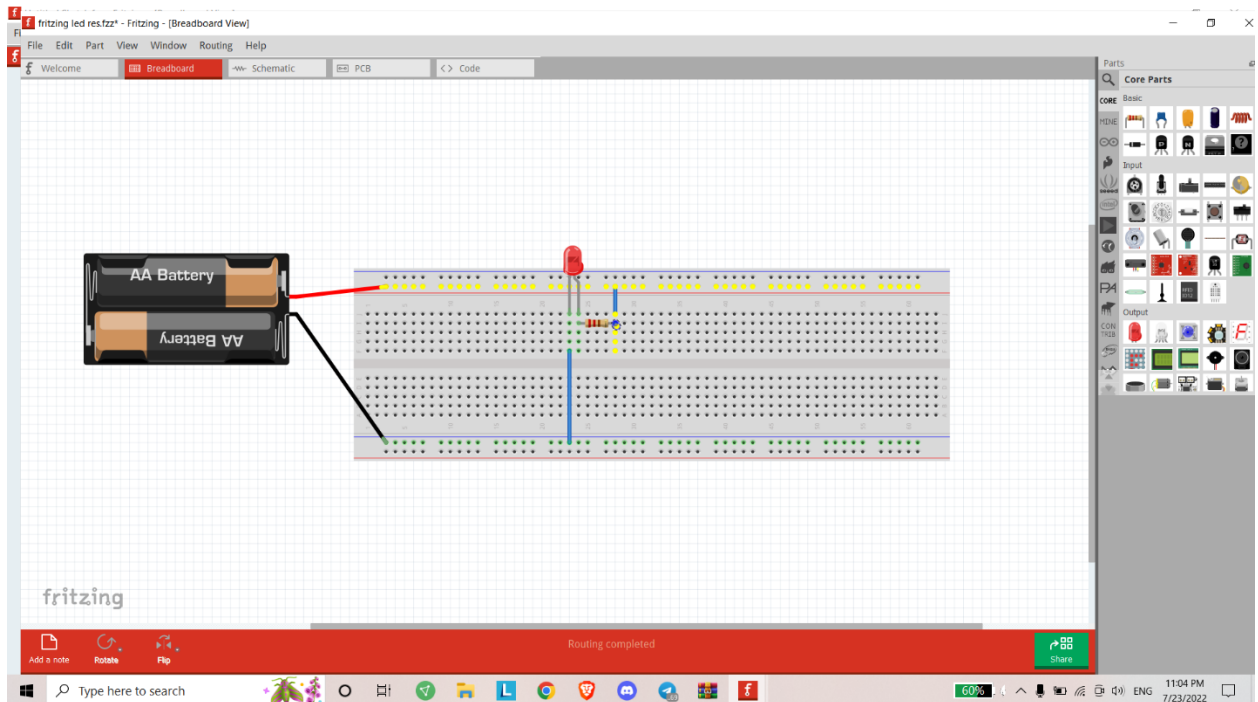 fritzing led res.fzz* - Fritzing - [Breadboard View]
File Edit Part View Window Routing Help
Welcome Breadboard Schematic PCB <> Code
Parts
Core Parts
CORE
Basic
MINE
Input
Output
CON
TRIB
AA Battery
AA Battery
fritzing
Add a note Rotate Flip
Routing completed
Share
Type here to search
60%
ENG
11:04 PM
7/23/2022